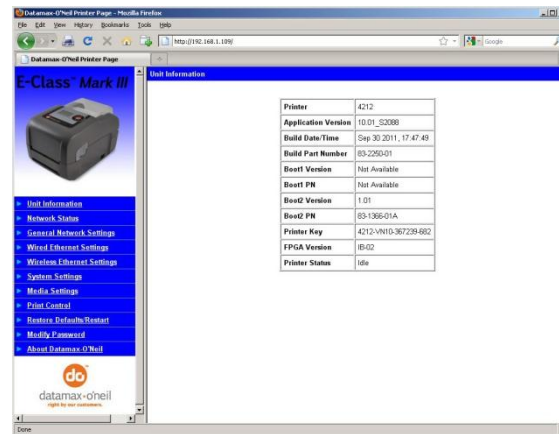 Datamax-O'Neil Printer Page - Mozilla Firefox
File Edit View History Bookmarks Tools Help
http://192.168.1.109/
Google
Datamax-O'Neil Printer Page
E-Class™ Mark III
Unit Information
Network Status
General Network Settings
Wired Ethernet Settings
Wireless Ethernet Settings
System Settings
Media Settings
Print Control
Restore Defaults/Restart
Modify Password
About Datamax-O'Neil
do
datamax-o'neil
right by our customers.
Unit Information
Printer 4212
Application Version 10.01_S2088
Build Date/Time Sep 30 2011, 17:47:49
Build Part Number 83-2250-01
Boot1 Version Not Available
Boot1 PN Not Available
Boot2 Version 1.01
Boot2 PN 83-1366-01A
Printer Key 4212-VN10-367239-682
FPGA Version IB-02
Printer Status Idle
Done